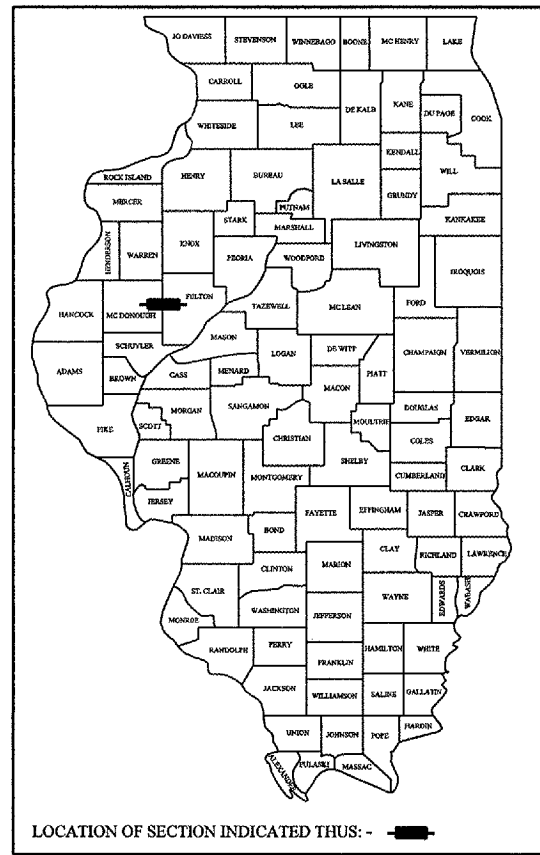 JO DAVIESS STEVENSON WINNEBAGO BOONE MC HENRY LAKE
CARROLL OGLE
DE KALB KANE DU PAGE COOK
WHITESIDE LEE
KENDALL WILL
ROCK ISLAND HENRY BUREAU LA SALLE GRUNDY
MERCER PUTNAM KANKAKEE
HENDERSON WARREN KNOX STARK MARSHALL LIVINGSTON
PEORIA WOODFORD IROQUOIS
HANCOCK MC DONOUGH FULTON TAZEWELL MC LEAN FORD
SCHUYLER MASON
ADAMS LOGAN DE WITT CHAMPAIGN VERMILION
BROWN CASS MENARD MACON PIATT
PIKE SCOTT MORGAN SANGAMON MOULTRIE DOUGLAS EDGAR
CHRISTIAN COLES
CALHOUN GREENE MACOUPIN MONTGOMERY SHELBY CUMBERLAND CLARK
JERSEY FAYETTE EFFINGHAM JASPER CRAWFORD
MADISON BOND CLAY RICHLAND LAWRENCE
CLINTON MARION
ST. CLAIR WASHINGTON WAYNE EDWARDS WABASH
MONROE JEFFERSON
RANDOLPH PERRY HAMILTON WHITE
FRANKLIN
JACKSON WILLIAMSON SALINE GALLATIN
UNION JOHNSON POPE HARDIN
ALEXANDER PULASKI MASSAC
LOCATION OF SECTION INDICATED THUS: -